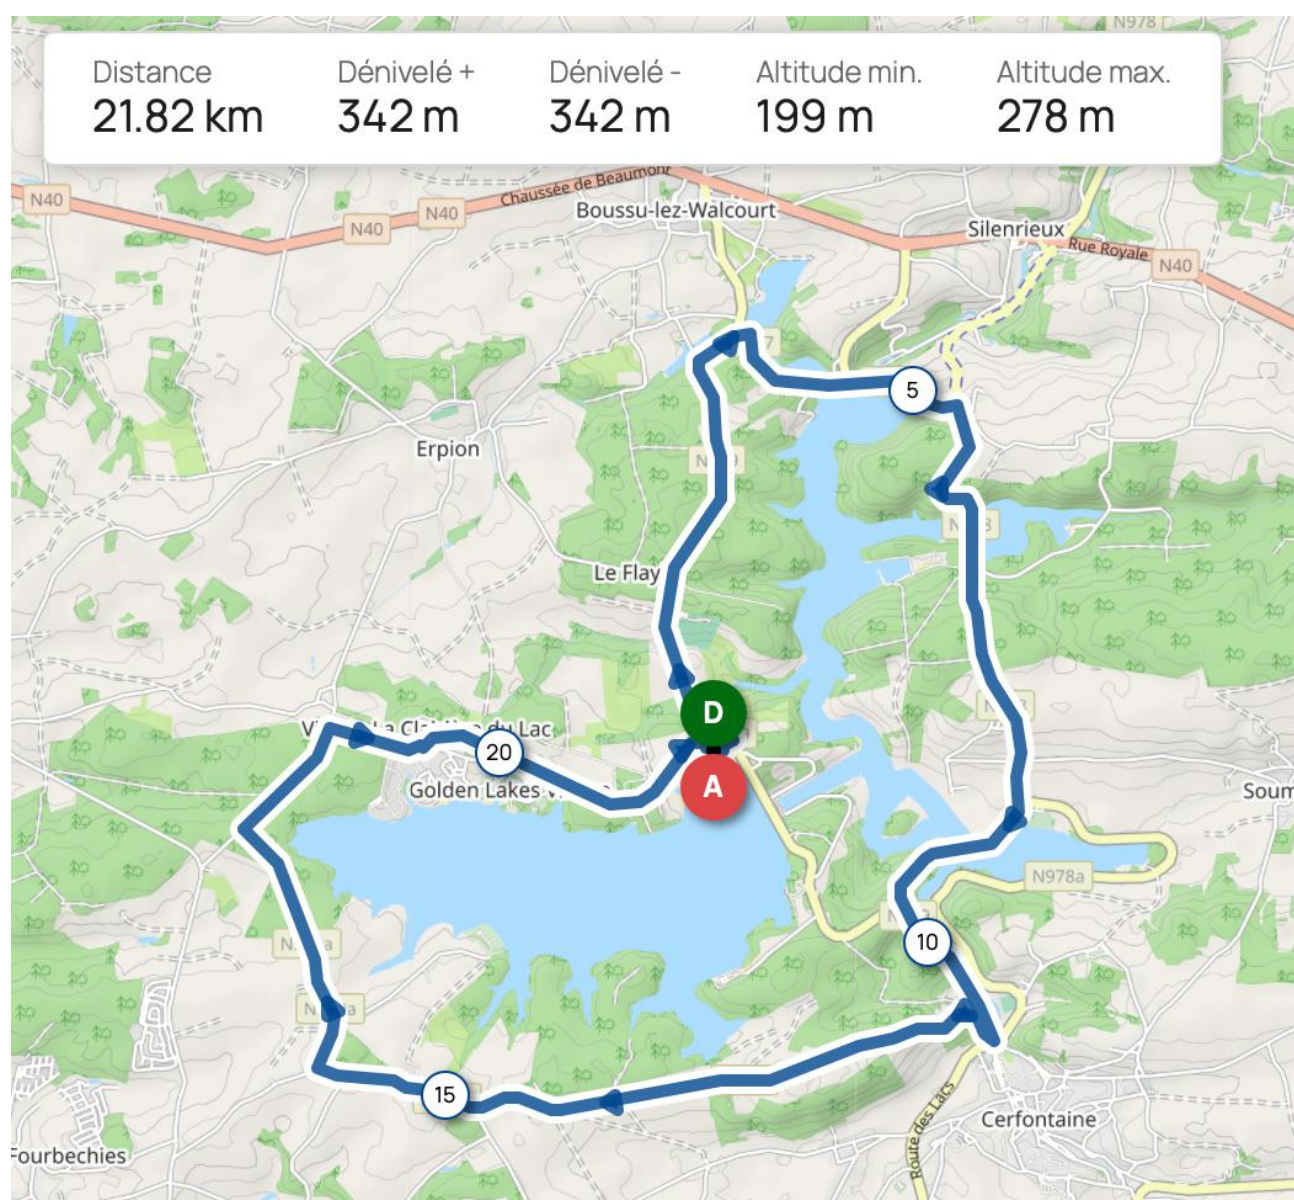 N978
Distance
Dénivelé +
Dénivelé -
Altitude min.
Altitude max.
21.82 km
342 m
342 m
199 m
278 m
Chaussée de Beaumont
N40
N40
N40
Boussu-lez-Walcourt
Silenrieux
Rue Royale
N40
5
Erpion
Le Flay
D
20
Golden Lakes
A
Soum
N978a
10
15
Cerfontaine
Route des Lacs
Fourbechies